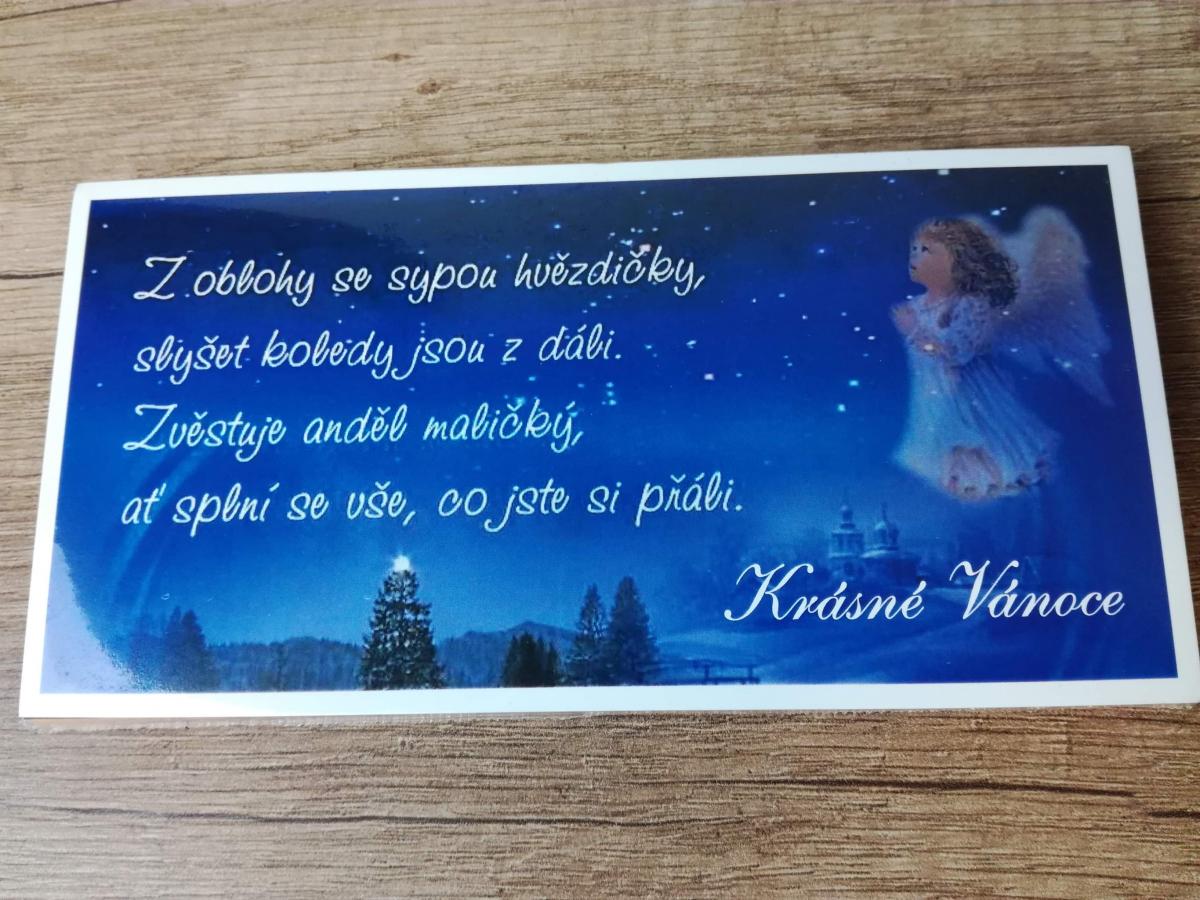 Z oblohy se sypou hvězdičky,
slyšet koledy jsou z dáli.
Zvěstuje anděl maličký,
ať splní se vše, co jste si přáli.
Krásné Vánoce